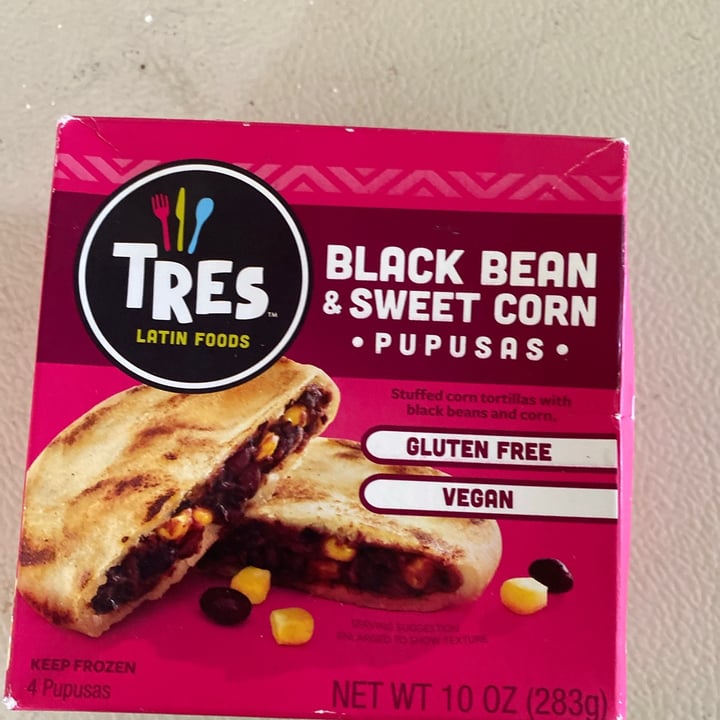 TRES™
LATIN FOODS
BLACK BEAN
& SWEET CORN
• PUPUSAS •
Stuffed corn tortillas with
black beans and corn.
GLUTEN FREE
VEGAN
SERVING SUGGESTION
ENLARGED TO SHOW TEXTURE
KEEP FROZEN
4 Pupusas
NET WT 10 OZ (283g)